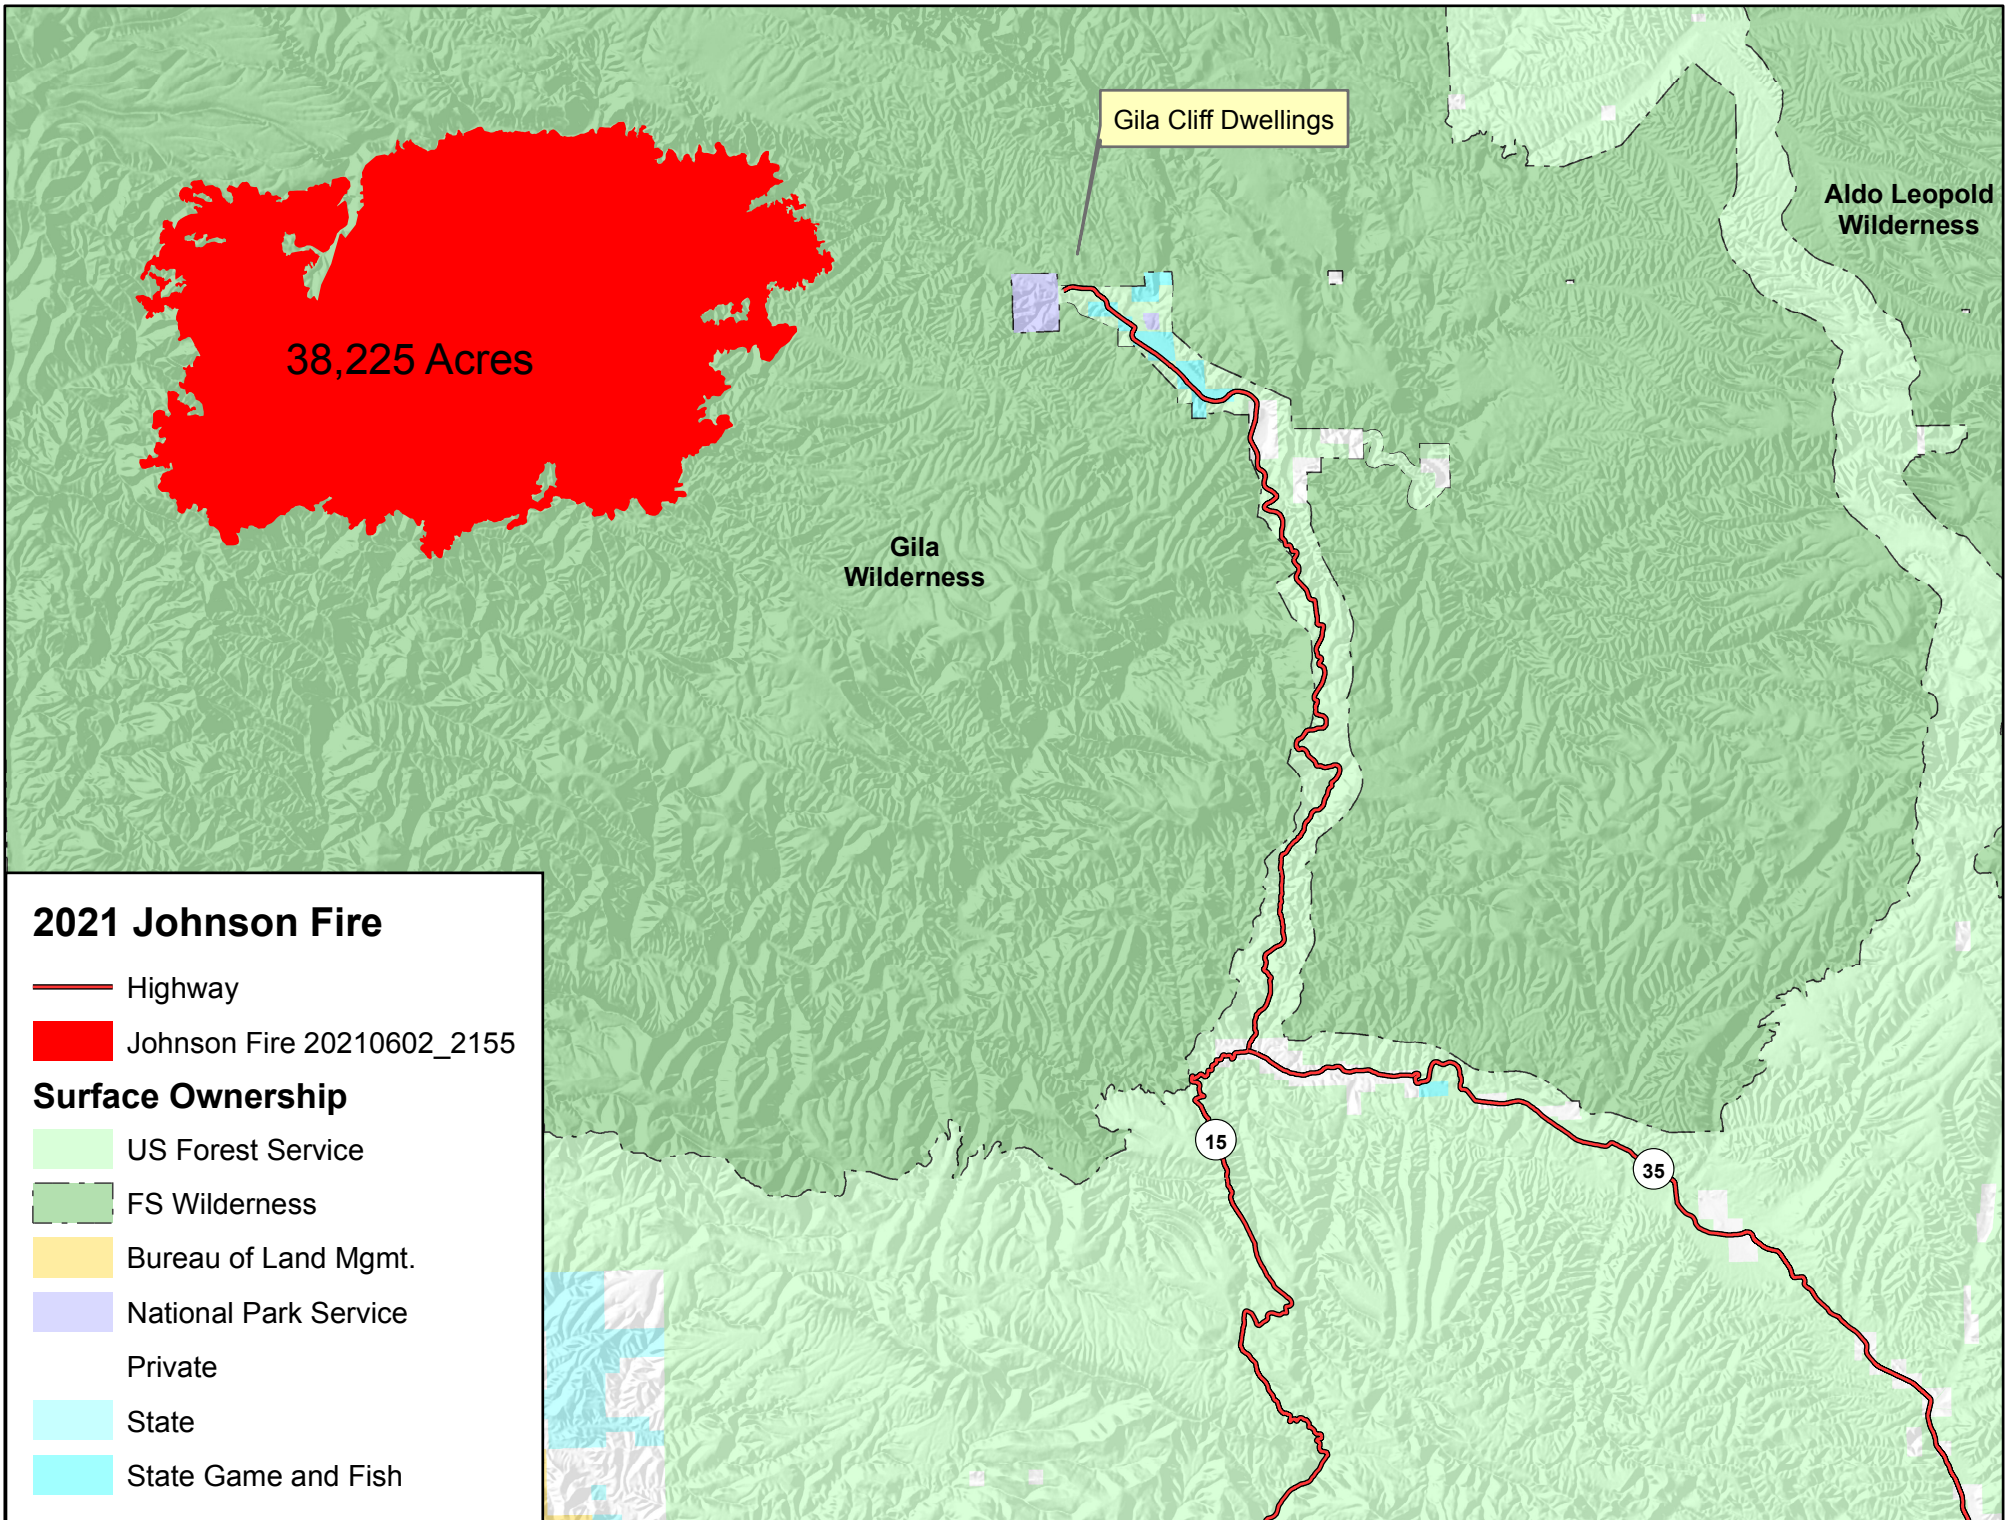 Gila Cliff Dwellings
Aldo Leopold
Wilderness
38,225 Acres
Gila
Wilderness
15
35
2021 Johnson Fire
Highway
Johnson Fire 20210602_2155
Surface Ownership
US Forest Service
FS Wilderness
Bureau of Land Mgmt.
National Park Service
Private
State
State Game and Fish